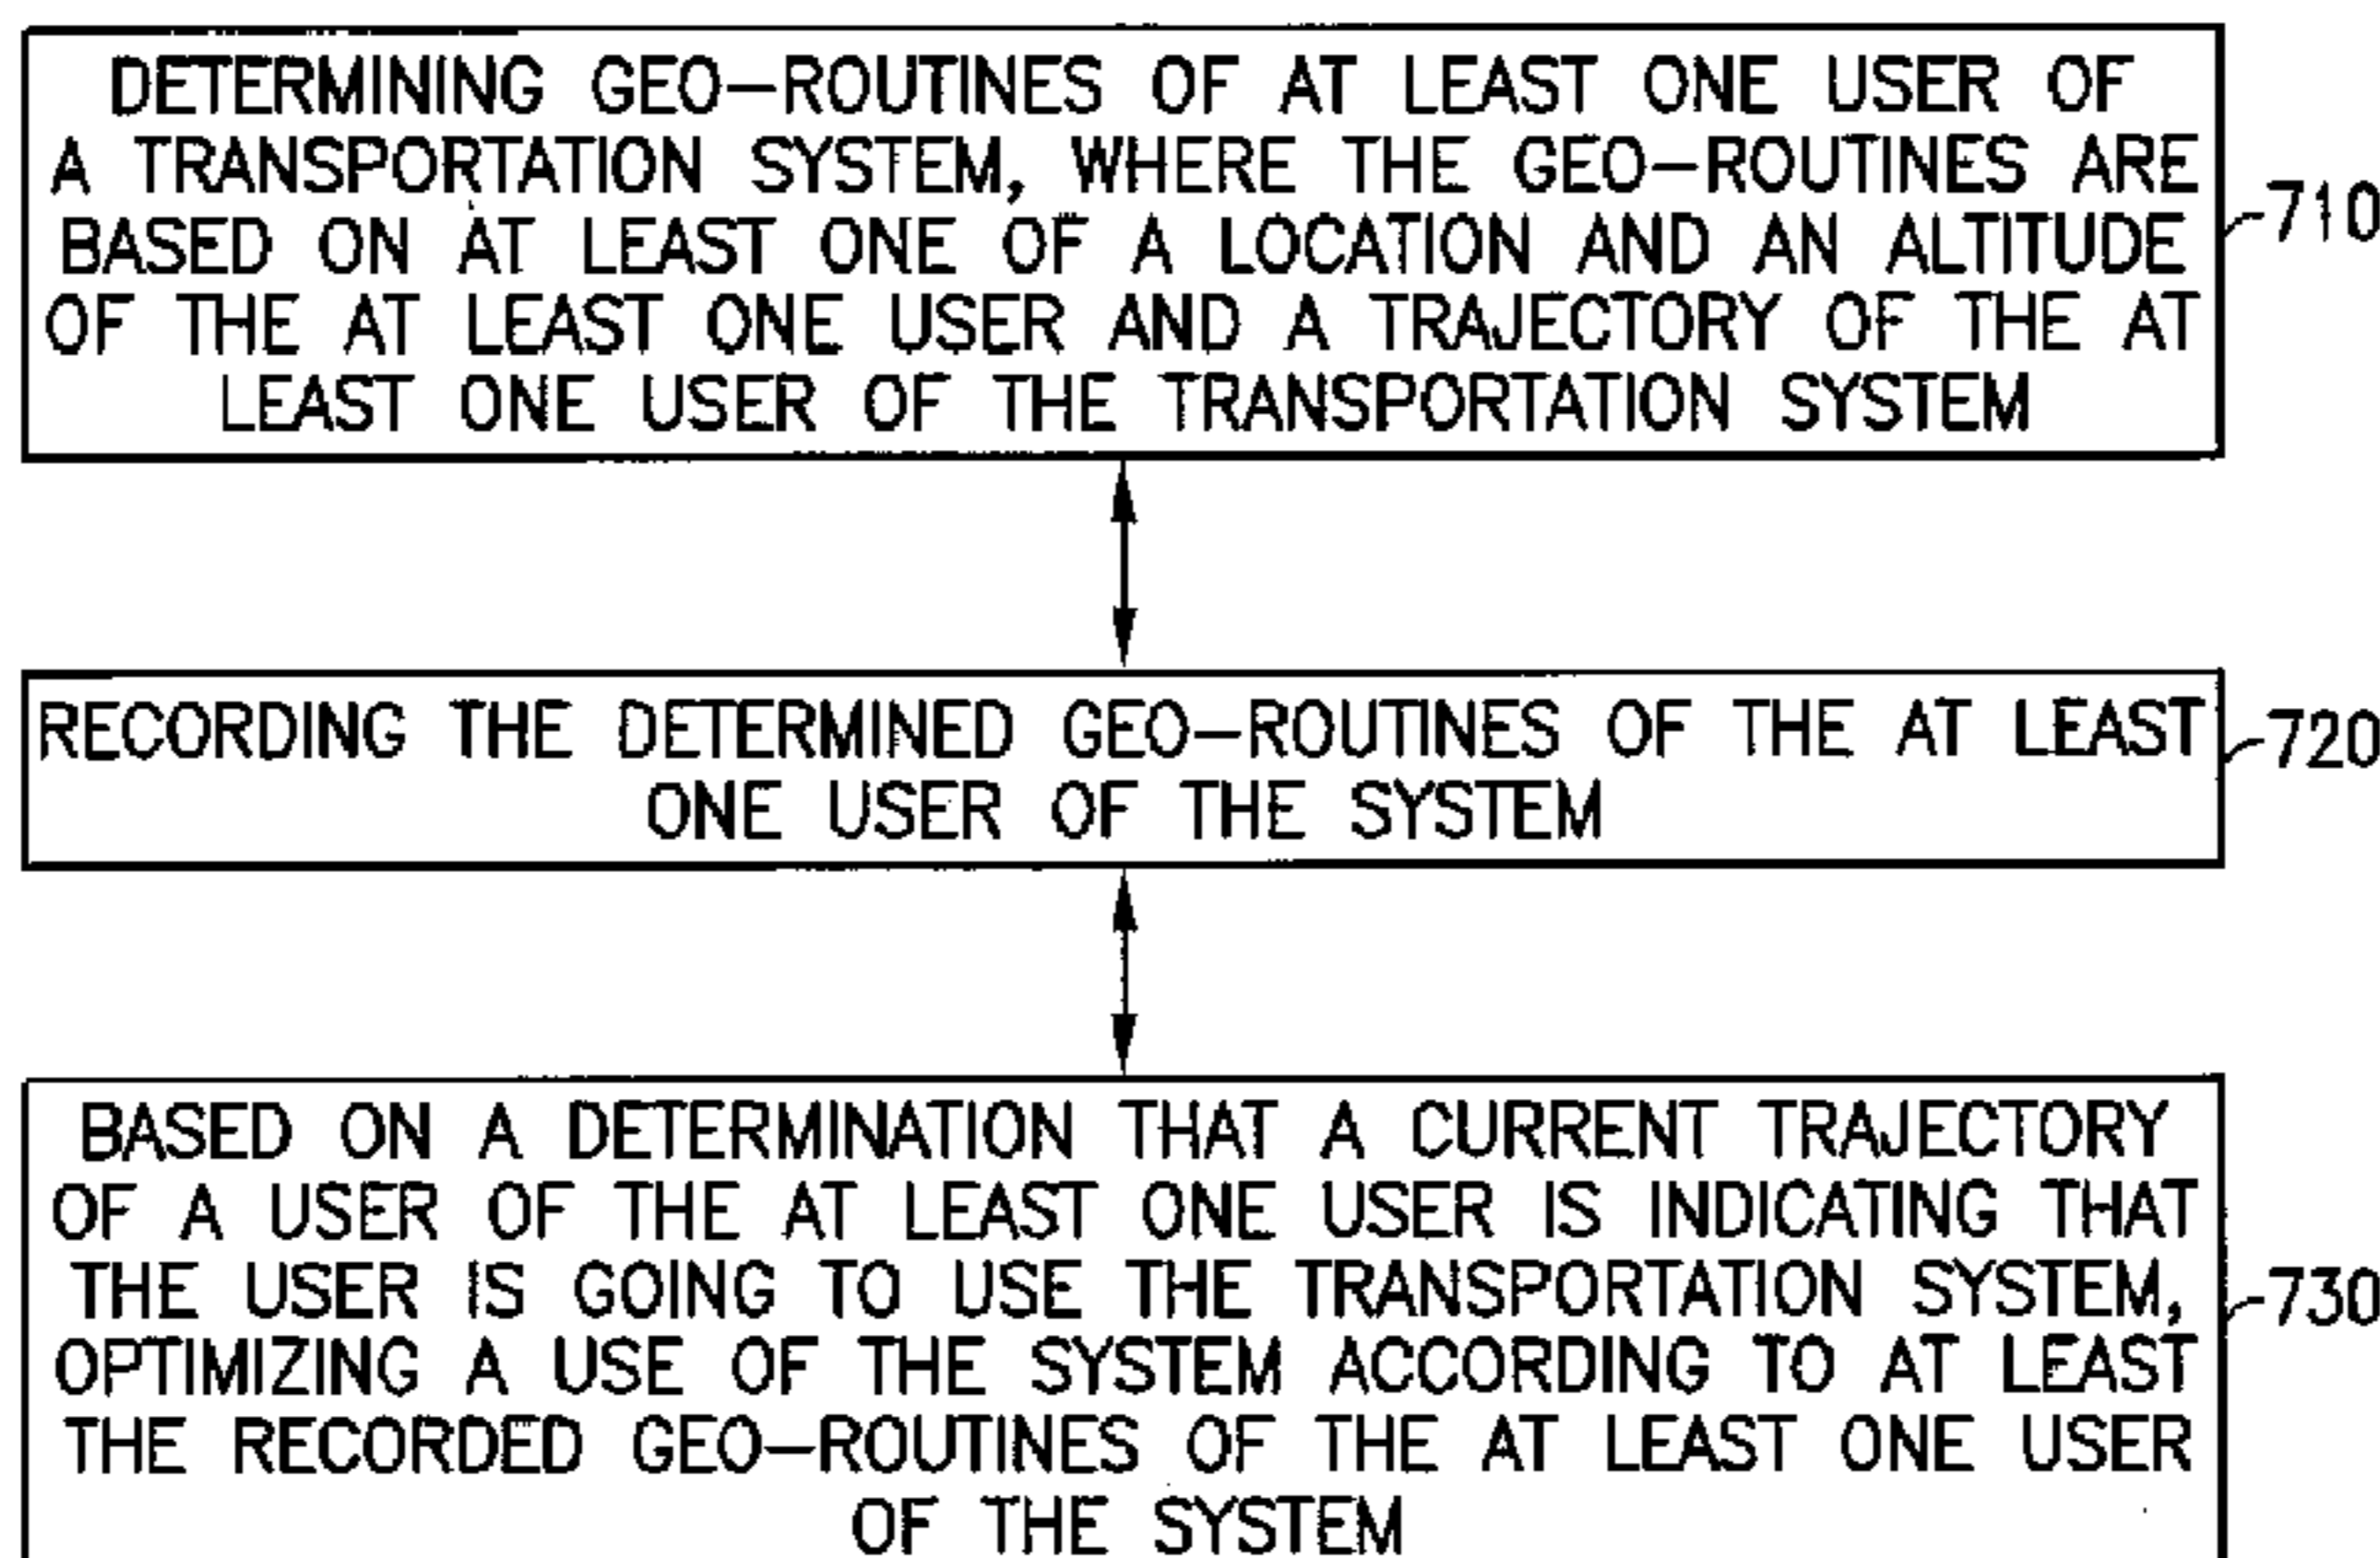 DETERMINING GEO-ROUTINES OF AT LEAST ONE USER OF
A TRANSPORTATION SYSTEM, WHERE THE GEO-ROUTINES ARE
BASED ON AT LEAST ONE OF A LOCATION AND AN ALTITUDE
OF THE AT LEAST ONE USER AND A TRAJECTORY OF THE AT
LEAST ONE USER OF THE TRANSPORTATION SYSTEM
710
RECORDING THE DETERMINED GEO-ROUTINES OF THE AT LEAST
ONE USER OF THE SYSTEM
720
BASED ON A DETERMINATION THAT A CURRENT TRAJECTORY
OF A USER OF THE AT LEAST ONE USER IS INDICATING THAT
THE USER IS GOING TO USE THE TRANSPORTATION SYSTEM,
OPTIMIZING A USE OF THE SYSTEM ACCORDING TO AT LEAST
THE RECORDED GEO-ROUTINES OF THE AT LEAST ONE USER
OF THE SYSTEM
730